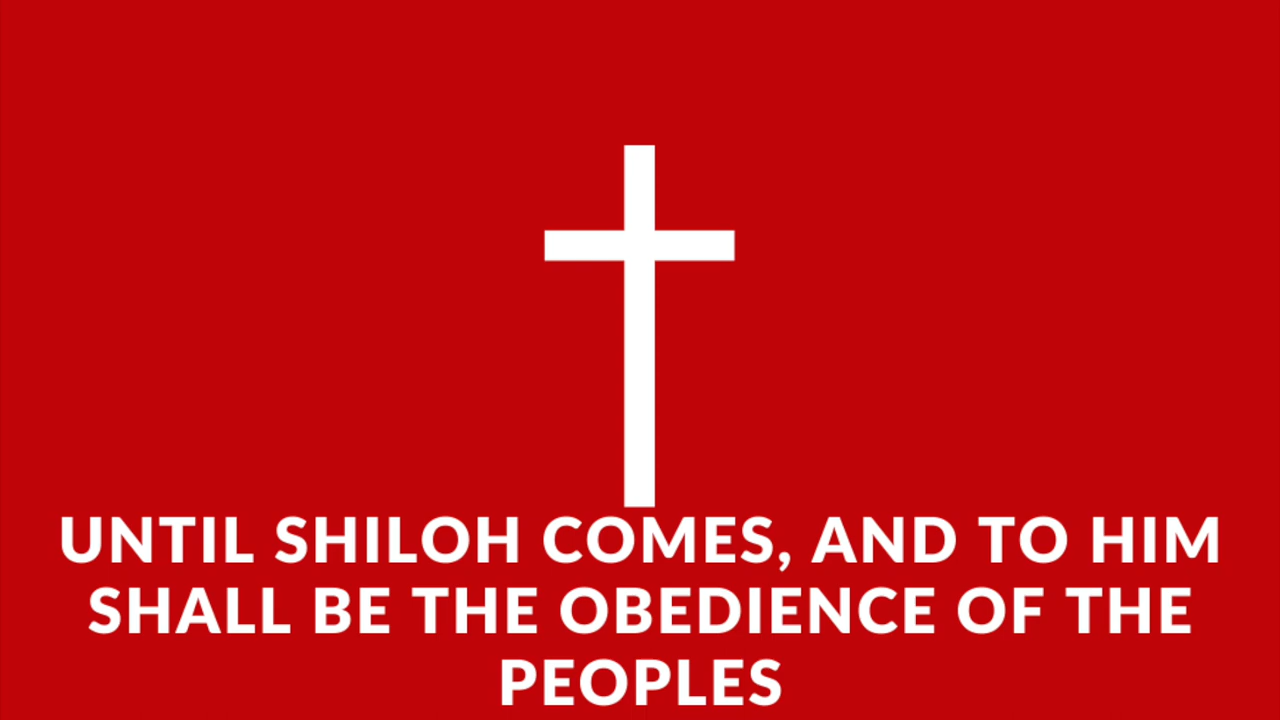 UNTIL SHILOH COMES, AND TO HIM
SHALL BE THE OBEDIENCE OF THE
PEOPLES